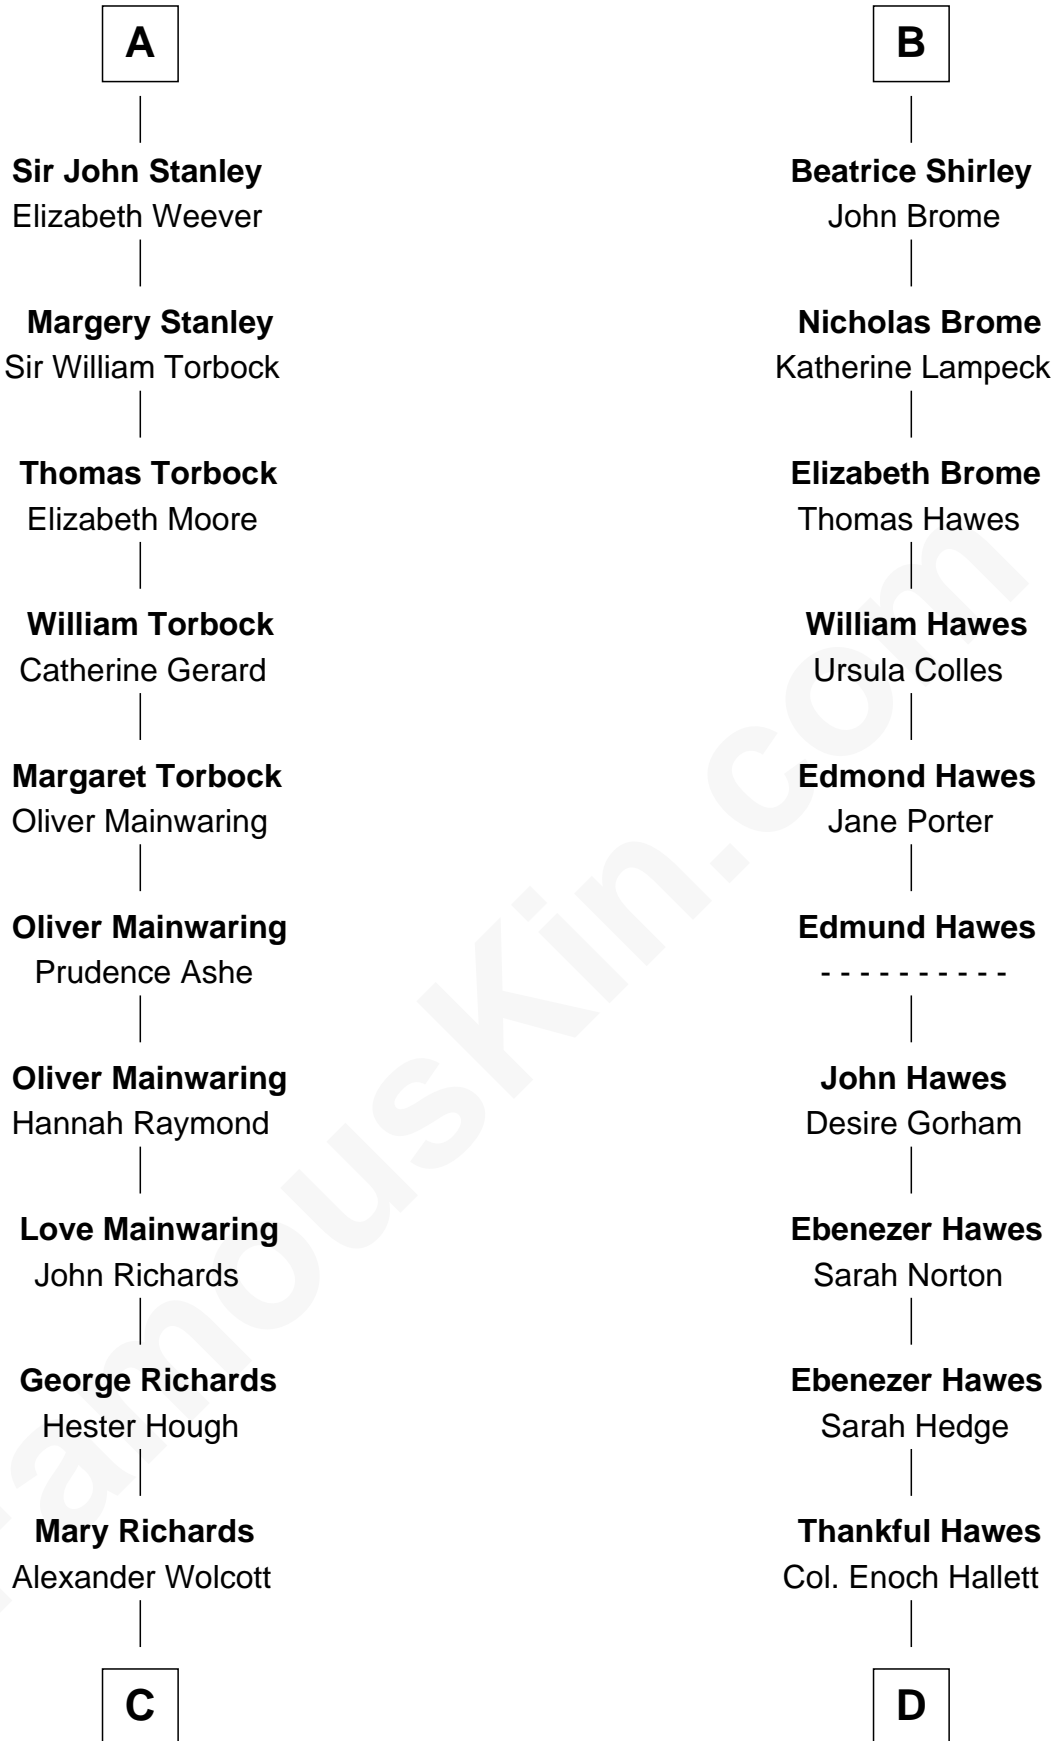 A
Sir John Stanley
Elizabeth Weever
Margery Stanley
Sir William Torbock
Thomas Torbock
Elizabeth Moore
William Torbock
Catherine Gerard
Margaret Torbock
Oliver Mainwaring
Oliver Mainwaring
Prudence Ashe
Oliver Mainwaring
Hannah Raymond
Love Mainwaring
John Richards
George Richards
Hester Hough
Mary Richards
Alexander Wolcott
C
B
Beatrice Shirley
John Brome
Nicholas Brome
Katherine Lampeck
Elizabeth Brome
Thomas Hawes
William Hawes
Ursula Colles
Edmond Hawes
Jane Porter
Edmund Hawes
- - - - - - - - - -
John Hawes
Desire Gorham
Ebenezer Hawes
Sarah Norton
Ebenezer Hawes
Sarah Hedge
Thankful Hawes
Col. Enoch Hallett
D
FamousKin.com